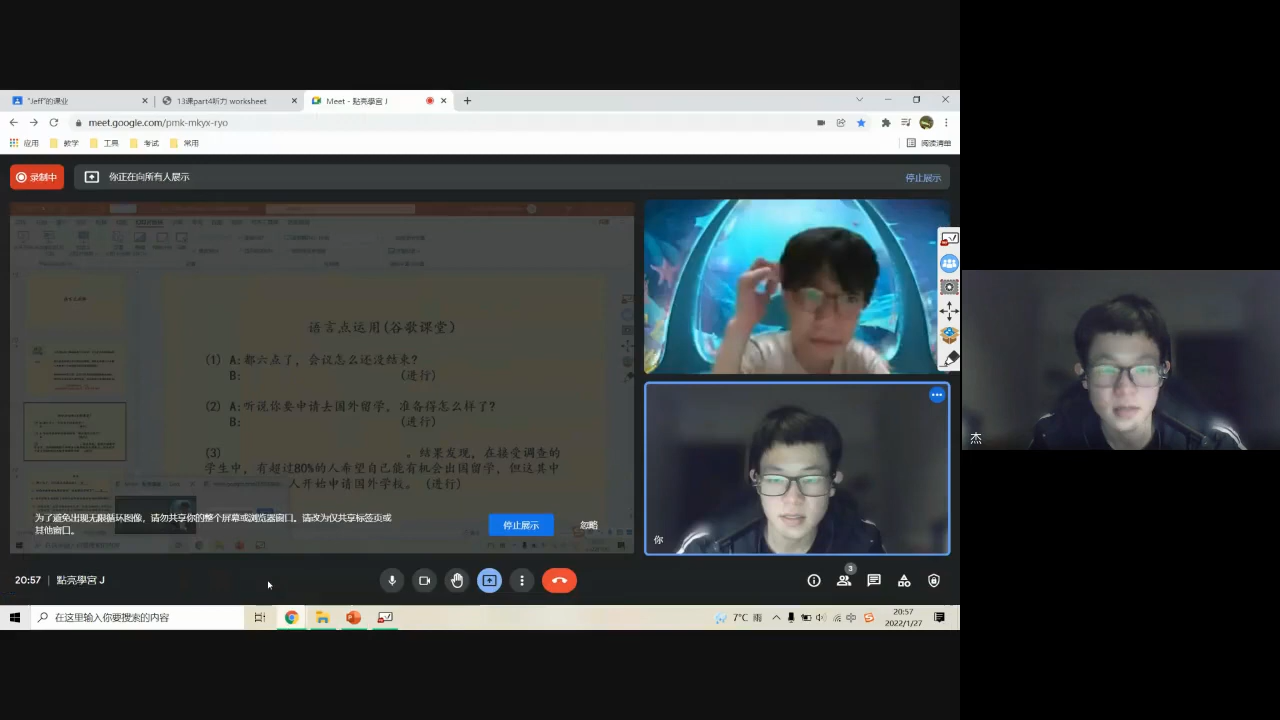 "Jeff"的课业
13课part4听力 worksheet
Meet - 點亮學宮 J
meet.google.com/pmk-mkyx-ryo
应用
教学
工具
考试
常用
阅读清单
录制中
你正在向所有人展示
停止展示
语言点运用(谷歌课堂)
(1) A:都六点了，会议怎么还没结束?
B: (进行)
(2) A:听说你要申请去国外留学，准备得怎么样了?
B: (进行)
(3) 。结果发现，在接受调查的
学生中，有超过80%的人希望自己能有机会出国留学，但这其中
人开始申请国外学校。(进行)
为了避免出现无限循环图像，请勿共享你的整个屏幕或浏览器窗口。请改为仅共享标签页或
其他窗口。
停止展示
忽略
你
杰
20:57 | 點亮學宮 J
3
在这里输入你要搜索的内容
7°C 雨
中
20:57
2022/1/27